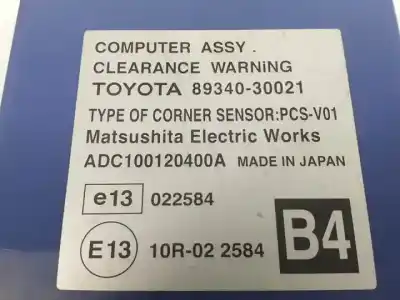 COMPUTER ASSY .
CLEARANCE WARNiNG
TOYOTA 89340-30021
TYPE OF CORNER SENSOR:PCS-V01
Matsushita Electric Works
ADC100120400A MADE IN JAPAN
e13 022584
E13 10R-02 2584
B4